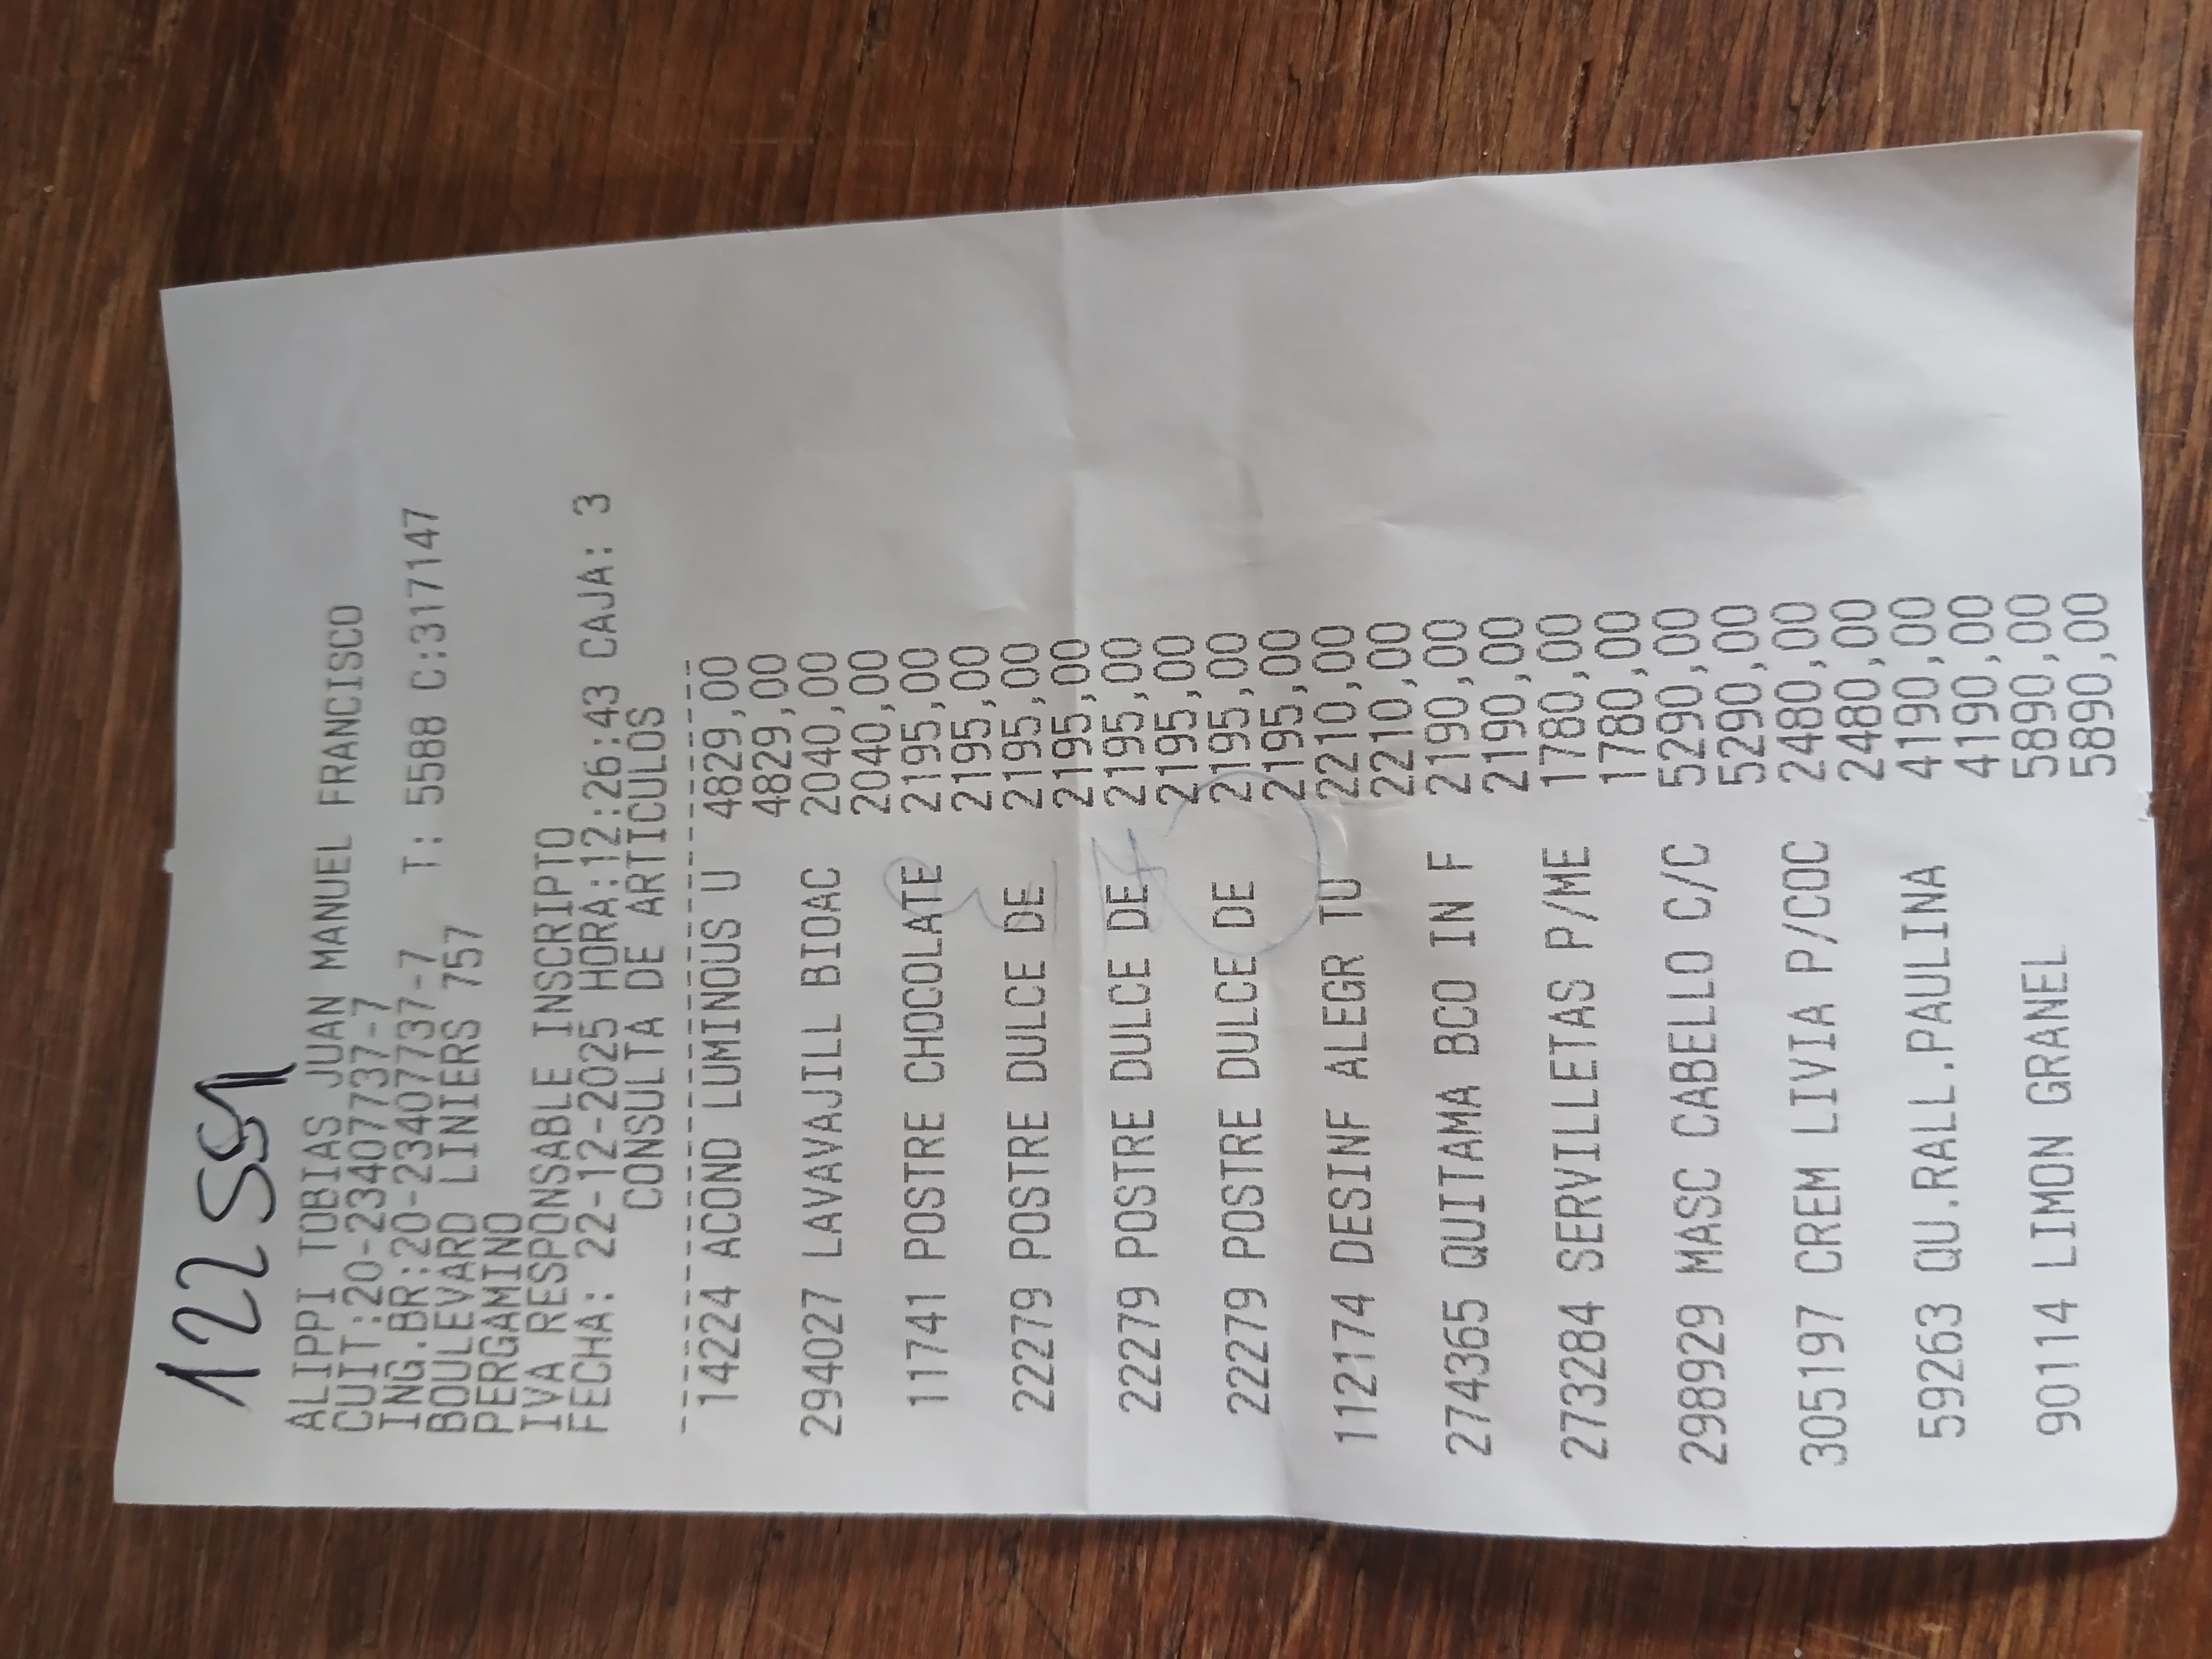 122591
ALIPPI TOBIAS JUAN MANUEL FRANCISCO
CUIT:20-23407737-7
ING.BR:20-23407737-7 T: 5588 C:317147
BOULEVARD LINIERS 757
PERGAMINO
IVA RESPONSABLE INSCRIPTO
FECHA: 22-12-2025 HORA:12:26:43 CAJA: 3
CONSULTA DE ARTICULOS
14224 ACOND LUMINOUS U 4829,00
4829,00
294027 LAVAVAJILL BIOAC 2040,00
2040,00
11741 POSTRE CHOCOLATE 2195,00
2195,00
22279 POSTRE DULCE DE 2195,00
2195,00
22279 POSTRE DULCE DE 2195,00
2195,00
22279 POSTRE DULCE DE 2195,00
2195,00
112174 DESINF ALEGR TU 2210,00
2210,00
274365 QUITAMA BCO IN F 2190,00
2190,00
273284 SERVILLETAS P/ME 1780,00
1780,00
298929 MASC CABELLO C/C 5290,00
5290,00
305197 CREM LIVIA P/COC 2480,00
2480,00
59263 QU.RALL.PAULINA 4190,00
4190,00
90114 LIMON GRANEL 5890,00
5890,00